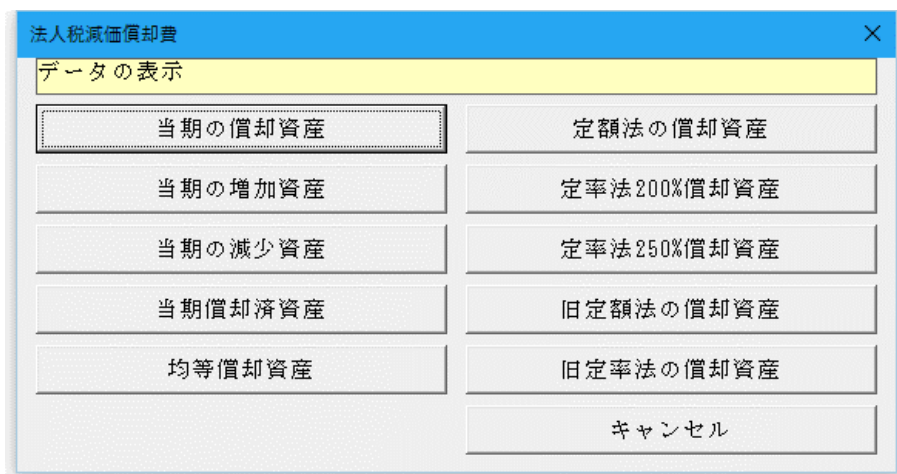 法人税減価償却費
データの表示
当期の償却資産
定額法の償却資産
当期の増加資産
定率法200%償却資産
当期の減少資産
定率法250%償却資産
当期償却済資産
旧定額法の償却資産
均等償却資産
旧定率法の償却資産
キャンセル